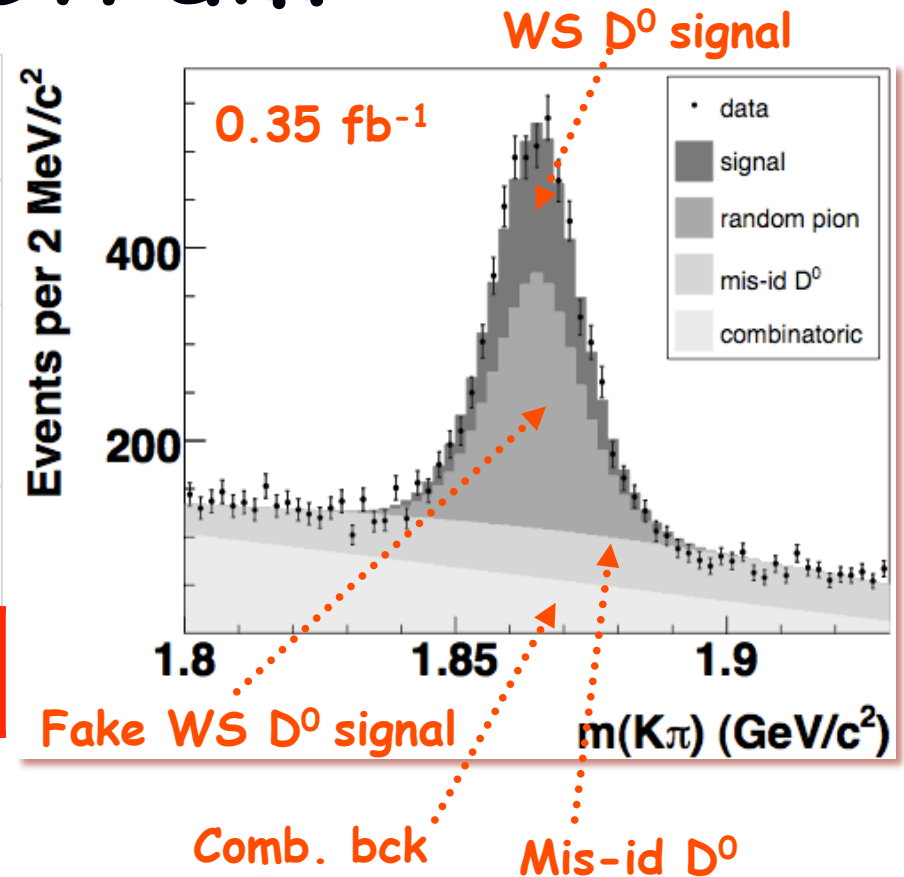 WS D⁰ signal
0.35 fb⁻¹
data
signal
random pion
mis-id D⁰
combinatoric
Events per 2 MeV/c²
400
200
1.8
1.85
1.9
m(Kπ) (GeV/c²)
Fake WS D⁰ signal
Comb. bck
Mis-id D⁰